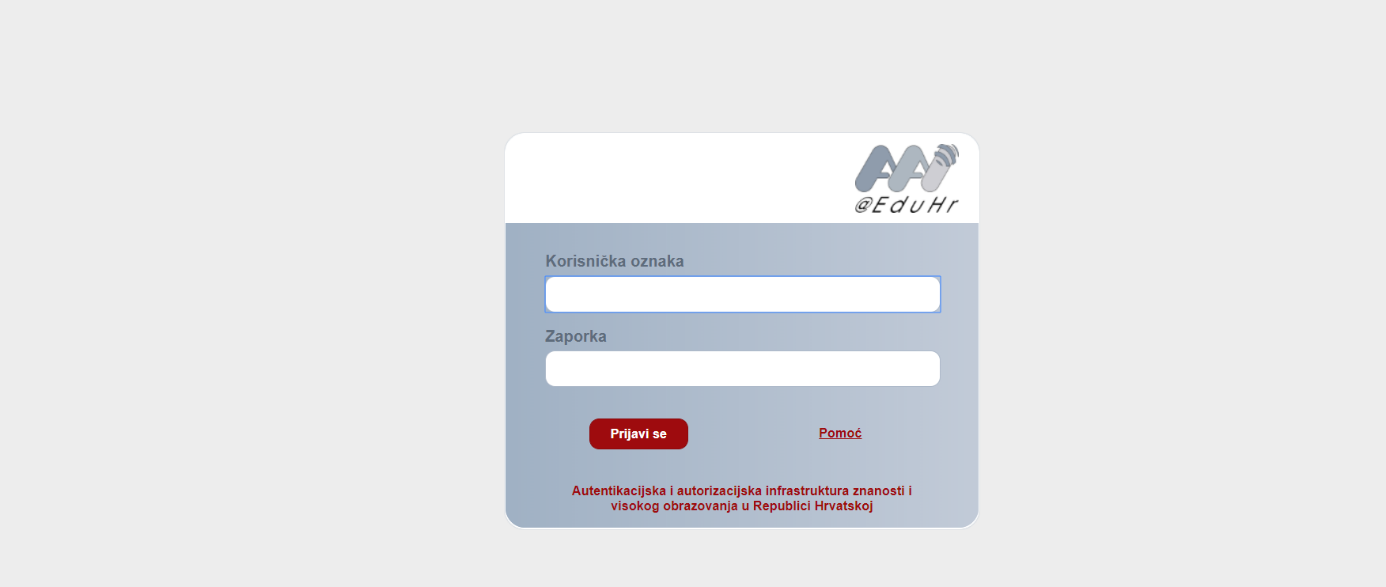 AAI
@EduHr
Korisnička oznaka
Zaporka
Prijavi se
Pomoć
Autentikacijska i autorizacijska infrastruktura znanosti i
visokog obrazovanja u Republici Hrvatskoj